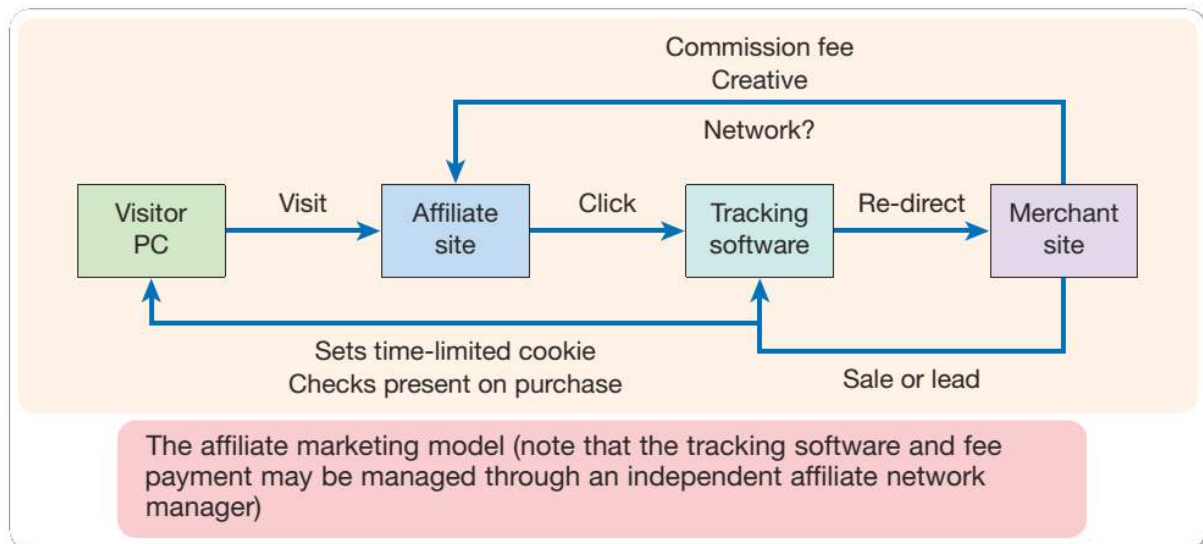 Commission fee
Creative
Network?
Visitor
PC
Visit
Affiliate
site
Click
Tracking
software
Re-direct
Merchant
site
Sets time-limited cookie
Checks present on purchase
Sale or lead
The affiliate marketing model (note that the tracking software and fee
payment may be managed through an independent affiliate network
manager)